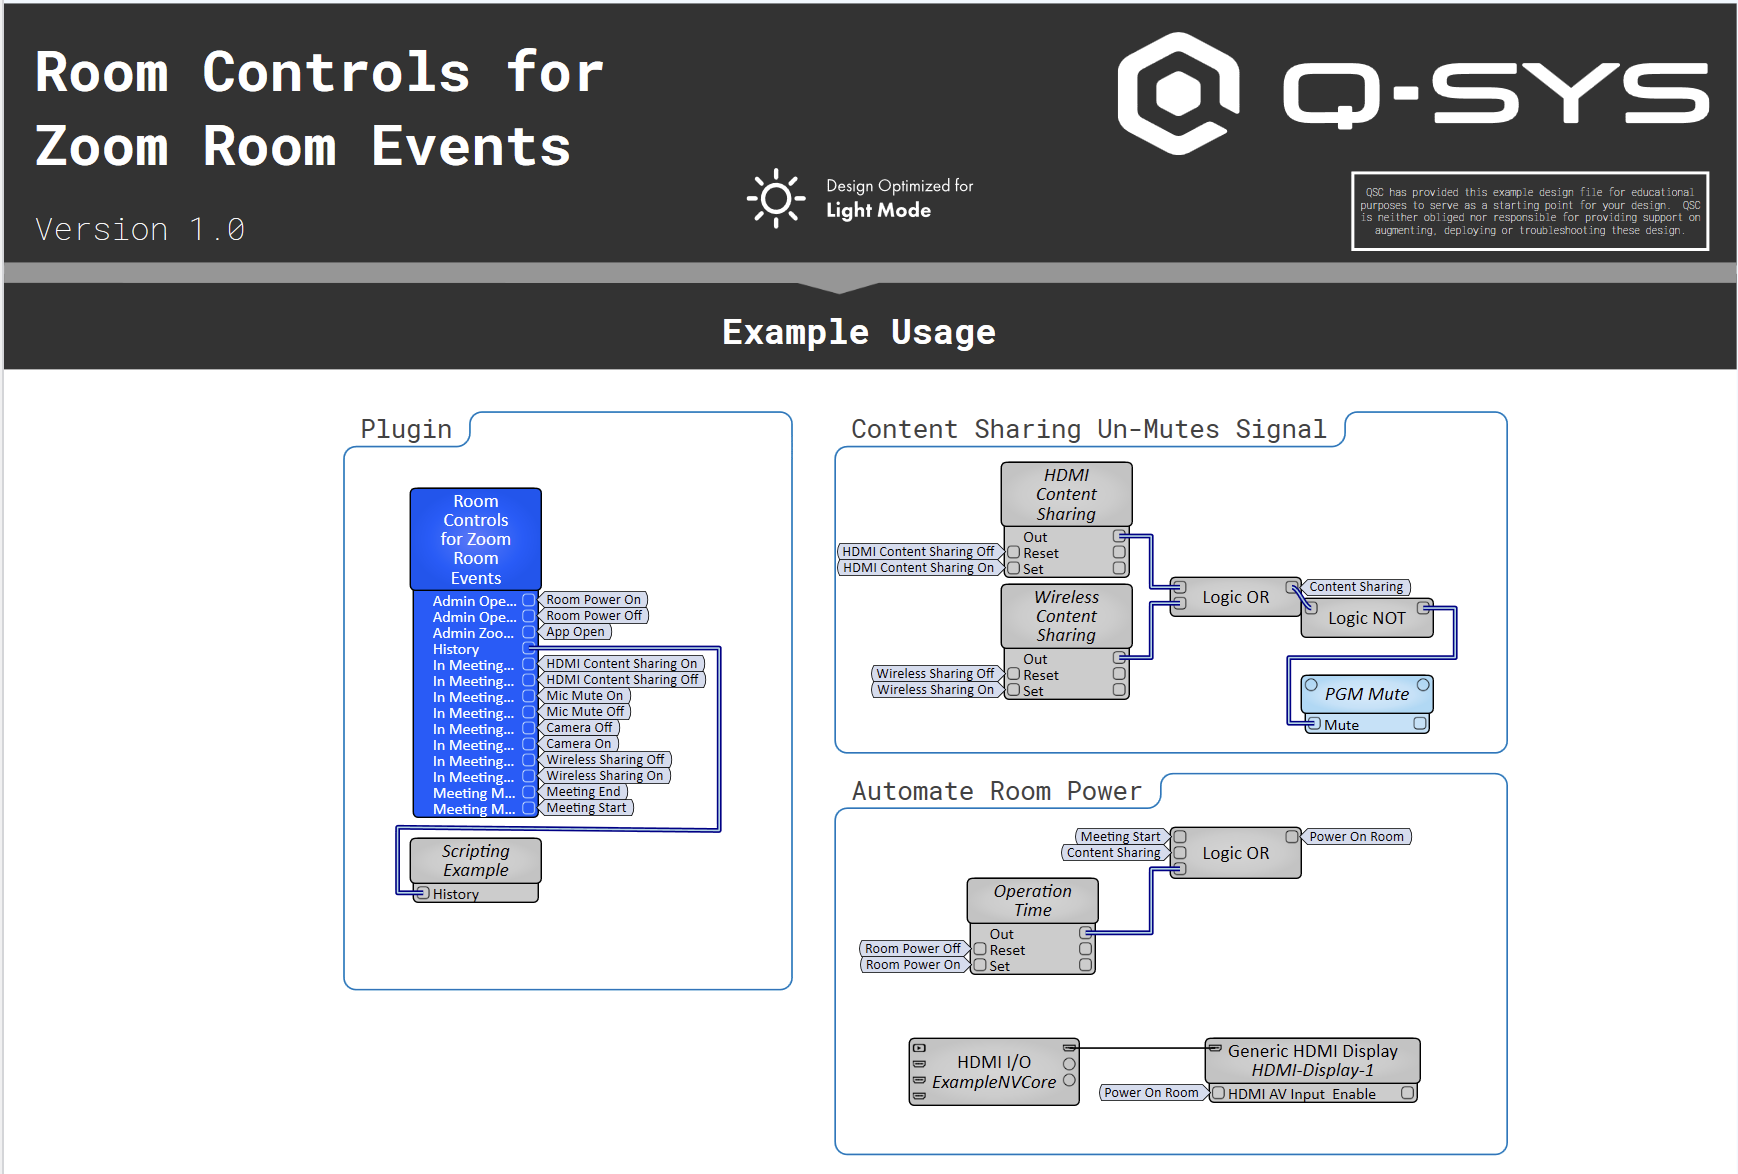 Room Controls for
Zoom Room Events
Version 1.0
Design Optimized for
Light Mode
Q-SYS
QSC has provided this example design file for educational
purposes to serve as a starting point for your design. QSC
is neither obliged nor responsible for providing support on
augmenting, deploying or troubleshooting these design.
Example Usage
Plugin
Room
Controls
for Zoom
Room
Events
Admin Ope... Room Power On
Admin Ope... Room Power Off
Admin Zoo... App Open
History
In Meeting... HDMI Content Sharing On
In Meeting... HDMI Content Sharing Off
In Meeting... Mic Mute On
In Meeting... Mic Mute Off
In Meeting... Camera Off
In Meeting... Camera On
In Meeting... Wireless Sharing Off
In Meeting... Wireless Sharing On
Meeting M... Meeting End
Meeting M... Meeting Start
Scripting
Example
History
Content Sharing Un-Mutes Signal
HDMI
Content
Sharing
Out
HDMI Content Sharing Off Reset
HDMI Content Sharing On Set
Wireless
Content
Sharing
Out
Wireless Sharing Off Reset
Wireless Sharing On Set
Logic OR
Content Sharing
Logic NOT
PGM Mute
Mute
Automate Room Power
Meeting Start
Content Sharing
Logic OR
Power On Room
Operation
Time
Out
Room Power Off Reset
Room Power On Set
HDMI I/O
ExampleNVCore
Generic HDMI Display
HDMI-Display-1
Power On Room HDMI AV Input Enable